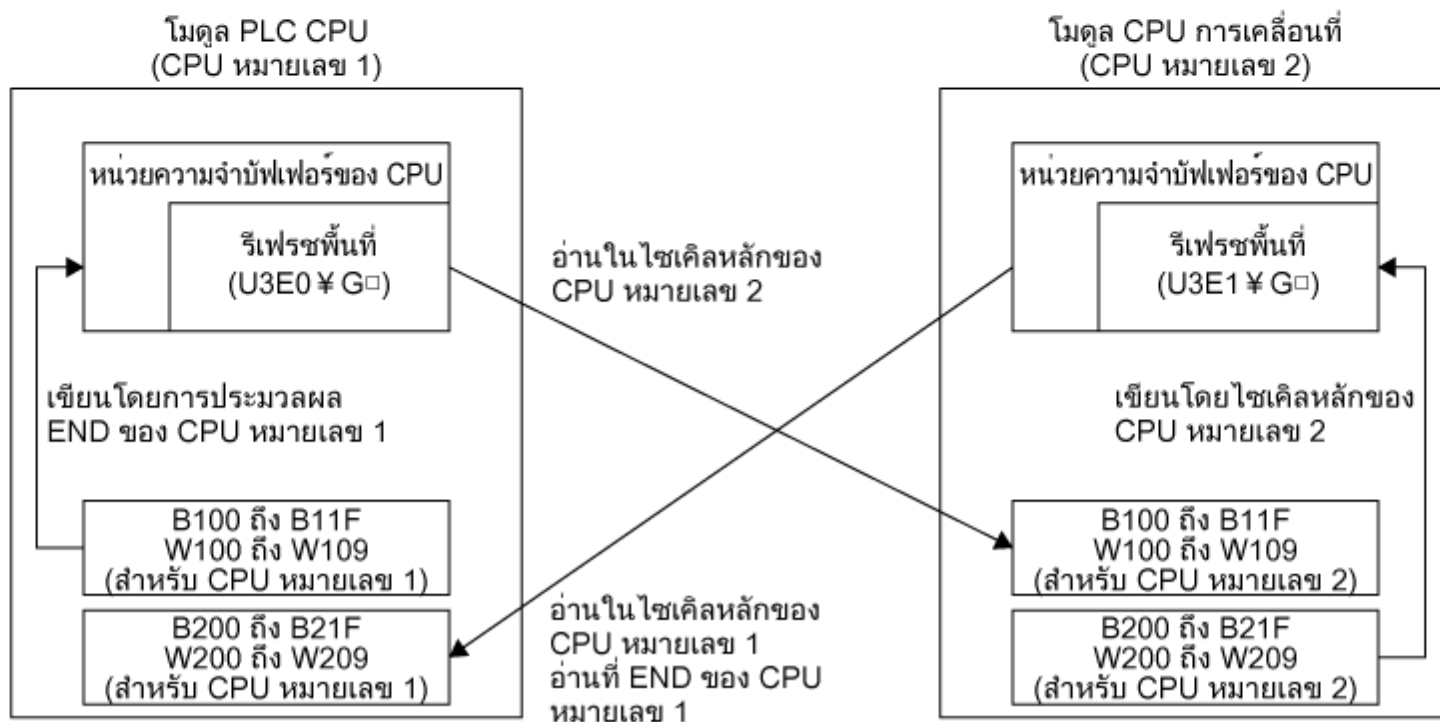 โมดูล PLC CPU
(CPU หมายเลข 1)
โมดูล CPU การเคลื่อนที่
(CPU หมายเลข 2)
หน่วยความจำบัฟเฟอร์ของ CPU
รีเฟรชพื้นที่
(U3E0 ¥ G□)
หน่วยความจำบัฟเฟอร์ของ CPU
รีเฟรชพื้นที่
(U3E1 ¥ G□)
อ่านในไซเคิลหลักของ
CPU หมายเลข 2
เขียนโดยการประมวลผล
END ของ CPU หมายเลข 1
เขียนโดยไซเคิลหลักของ
CPU หมายเลข 2
B100 ถึง B11F
W100 ถึง W109
(สำหรับ CPU หมายเลข 1)
B200 ถึง B21F
W200 ถึง W209
(สำหรับ CPU หมายเลข 1)
อ่านในไซเคิลหลักของ
CPU หมายเลข 1
อ่านที่ END ของ CPU
หมายเลข 1
B100 ถึง B11F
W100 ถึง W109
(สำหรับ CPU หมายเลข 2)
B200 ถึง B21F
W200 ถึง W209
(สำหรับ CPU หมายเลข 2)